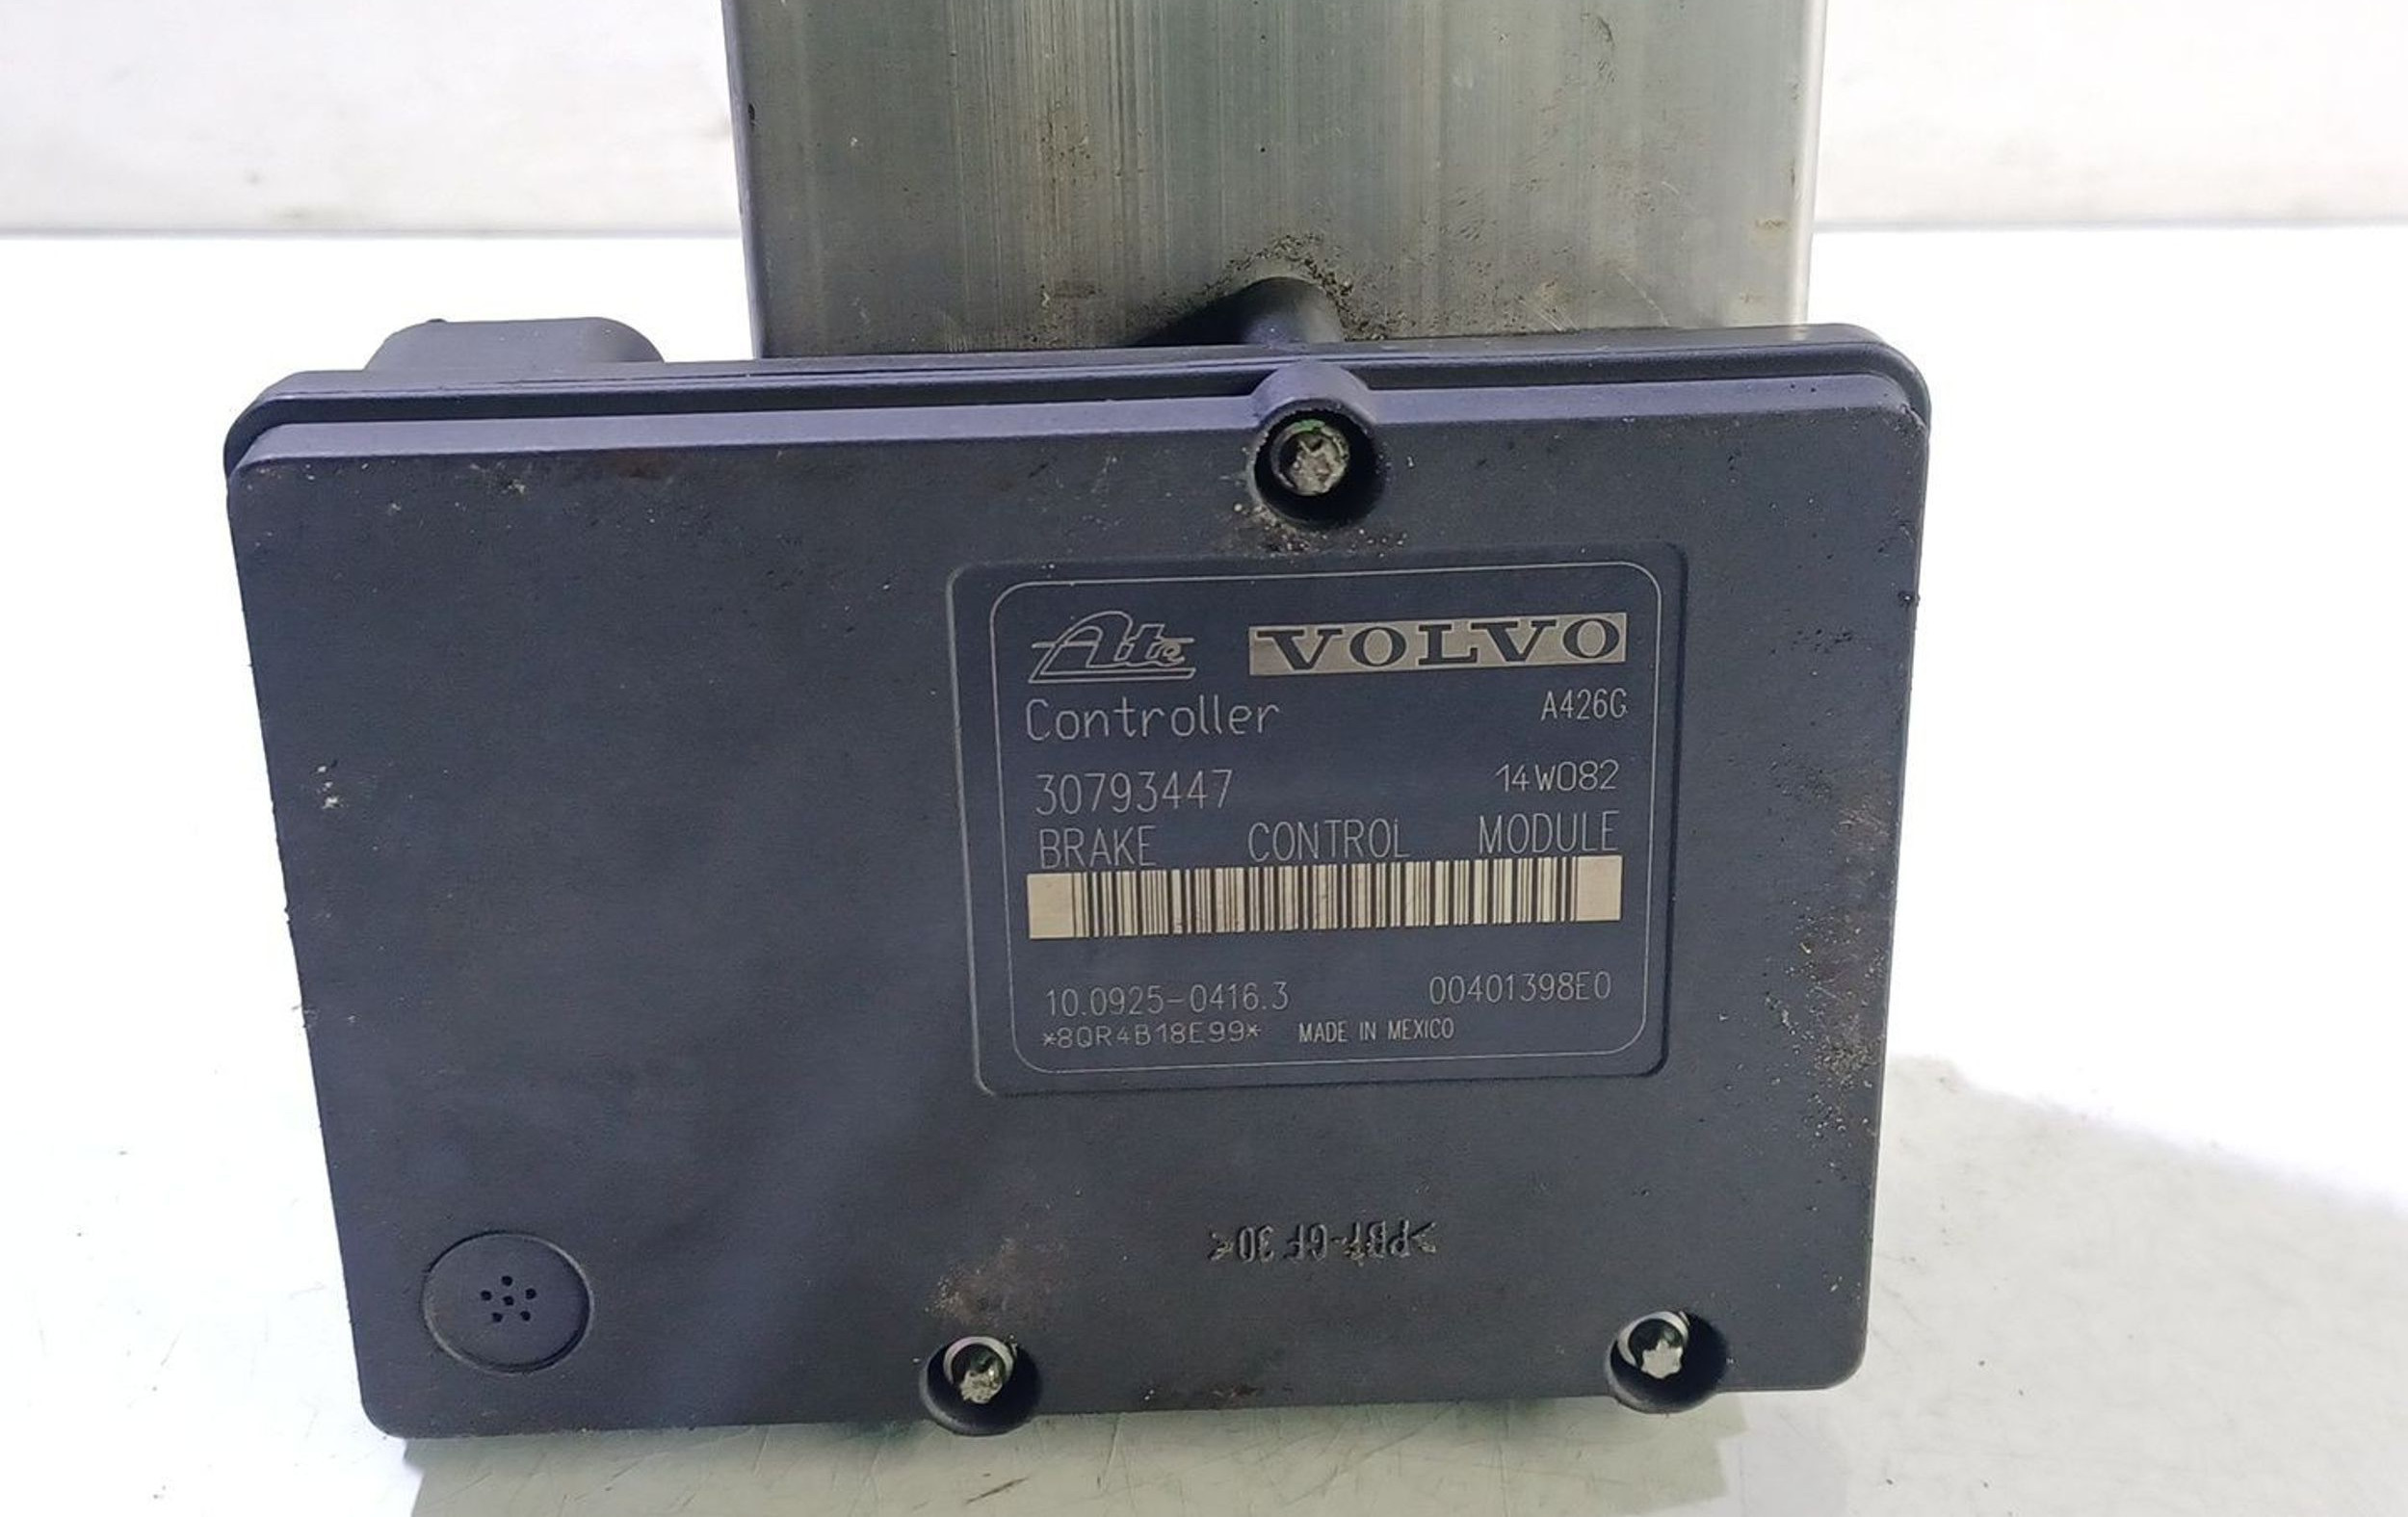 Ate VOLVO
Controller A426G
30793447 14W082
BRAKE CONTROL MODULE
10.0925-0416.3 00401398E0
*8QR4B18E99* MADE IN MEXICO
>PBT-GF 30<